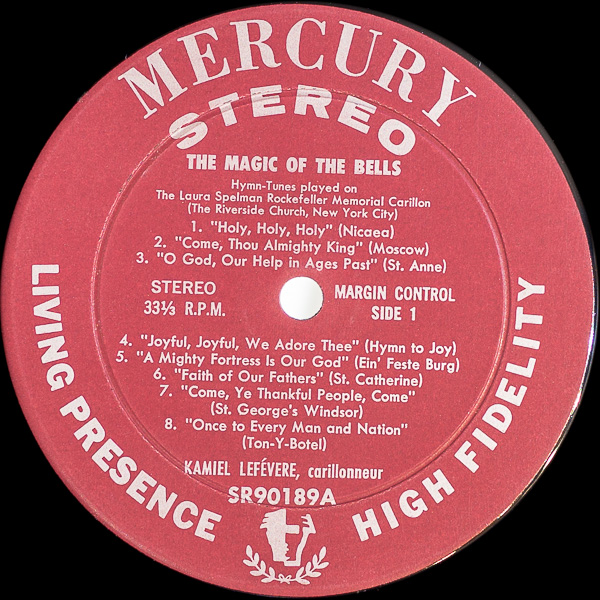 MERCURY
STEREO
THE MAGIC OF THE BELLS
Hymn-Tunes played on
The Laura Spelman Rockefeller Memorial Carillon
(The Riverside Church, New York City)
1. "Holy, Holy, Holy" (Nicaea)
2. "Come, Thou Almighty King" (Moscow)
3. "O God, Our Help in Ages Past" (St. Anne)
STEREO
33⅓ R.P.M.
MARGIN CONTROL
SIDE 1
4. "Joyful, Joyful, We Adore Thee" (Hymn to Joy)
5. "A Mighty Fortress Is Our God" (Ein' Feste Burg)
6. "Faith of Our Fathers" (St. Catherine)
7. "Come, Ye Thankful People, Come"
(St. George's Windsor)
8. "Once to Every Man and Nation"
(Ton-Y-Botel)
KAMIEL LEFÉVERE, carillonneur
SR90189A
LIVING PRESENCE
HIGH FIDELITY